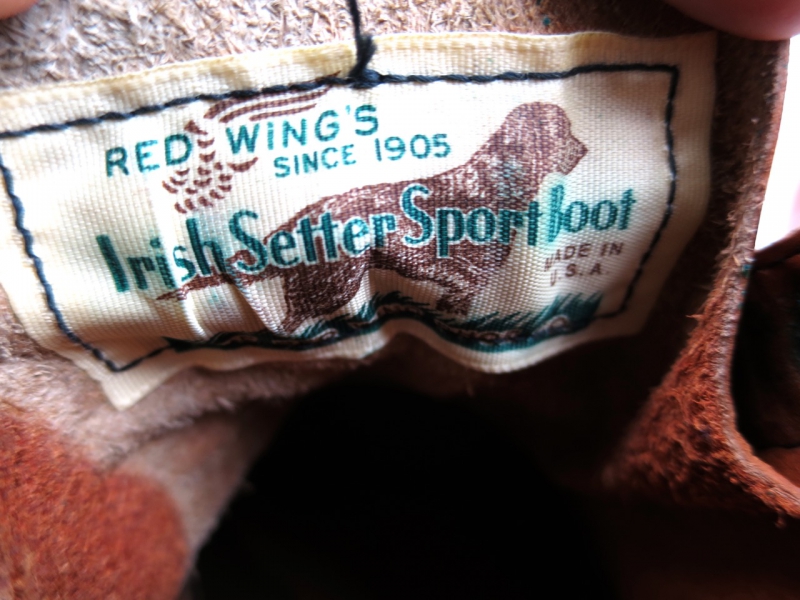 RED WING'S
SINCE 1905
Irish Setter Sport Boot
MADE IN
U.S.A.